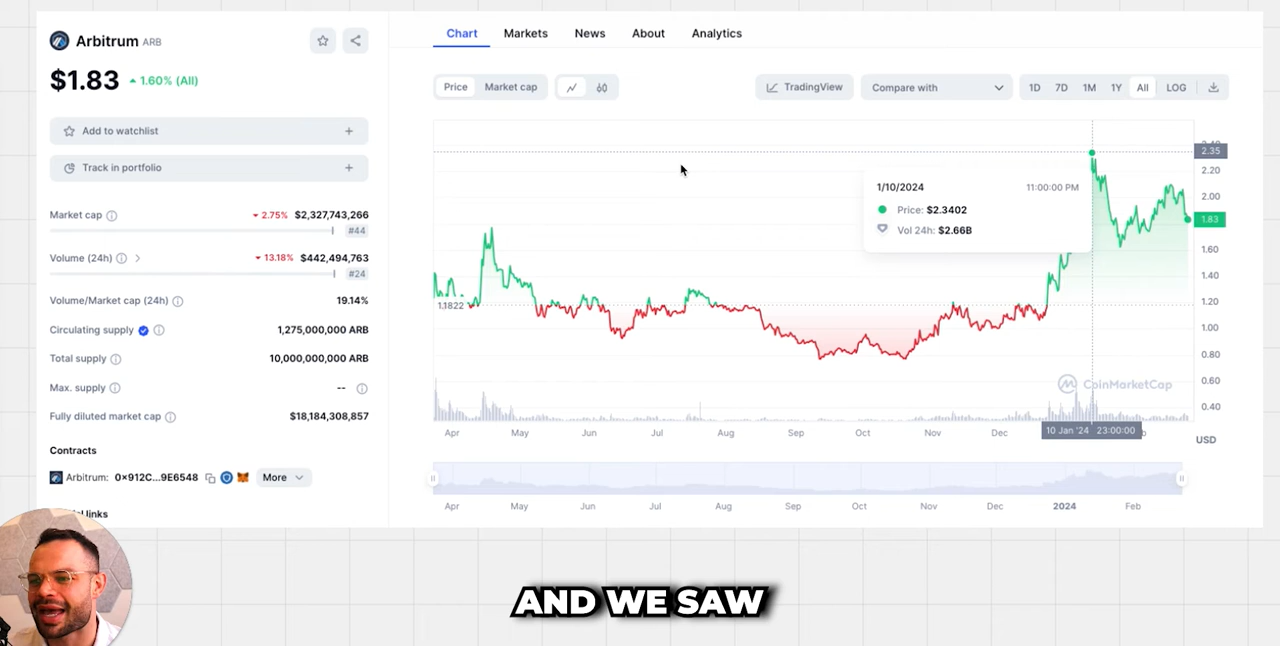 Arbitrum ARB
$1.83 1.60% (All)
Add to watchlist +
Track in portfolio +
Market cap 2.75% $2,327,743,266
#44
Volume (24h) 13.18% $442,494,763
#24
Volume/Market cap (24h) 19.14%
Circulating supply 1,275,000,000 ARB
Total supply 10,000,000,000 ARB
Max. supply --
Fully diluted market cap $18,184,308,857
Contracts
Arbitrum: 0×912C...9E6548 More
links
Chart Markets News About Analytics
Price Market cap TradingView Compare with 1D 7D 1M 1Y All LOG
2.40
2.35
2.20
2.00
1.83
1.60
1.40
1.20
1.00
0.80
0.60
0.40
USD
1/10/2024 11:00:00 PM
Price: $2.3402
Vol 24h: $2.66B
1.1822
CoinMarketCap
Apr May Jun Jul Aug Sep Oct Nov Dec 10 Jan '24 23:00:00
Apr May Jun Jul Aug Sep Oct Nov Dec 2024 Feb
AND WE SAW